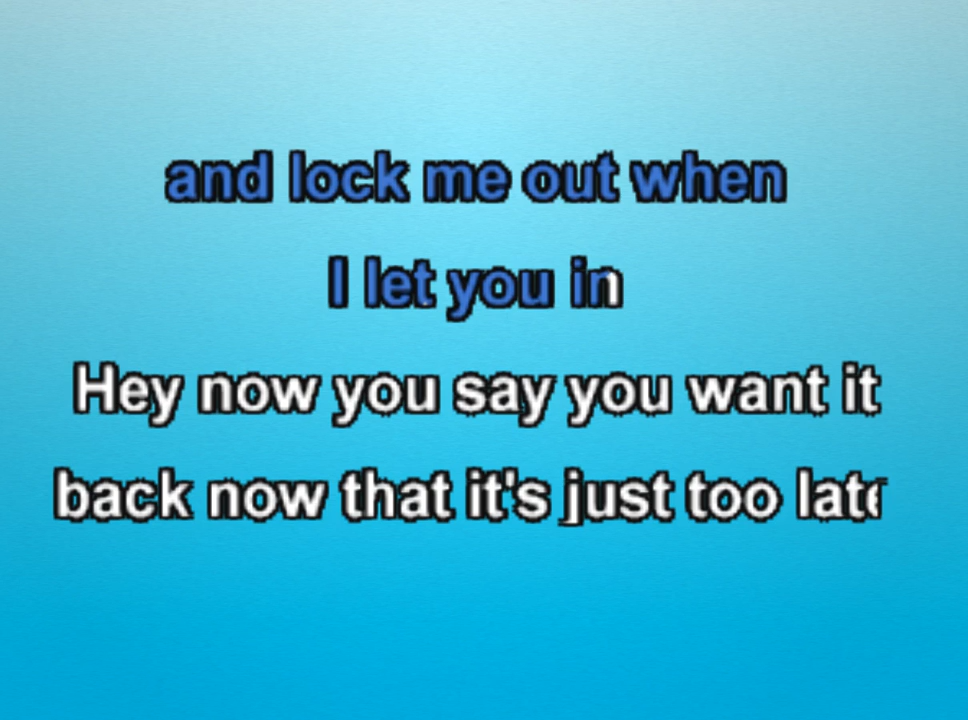 and lock me out when
I let you in
Hey now you say you want it
back now that it's just too late